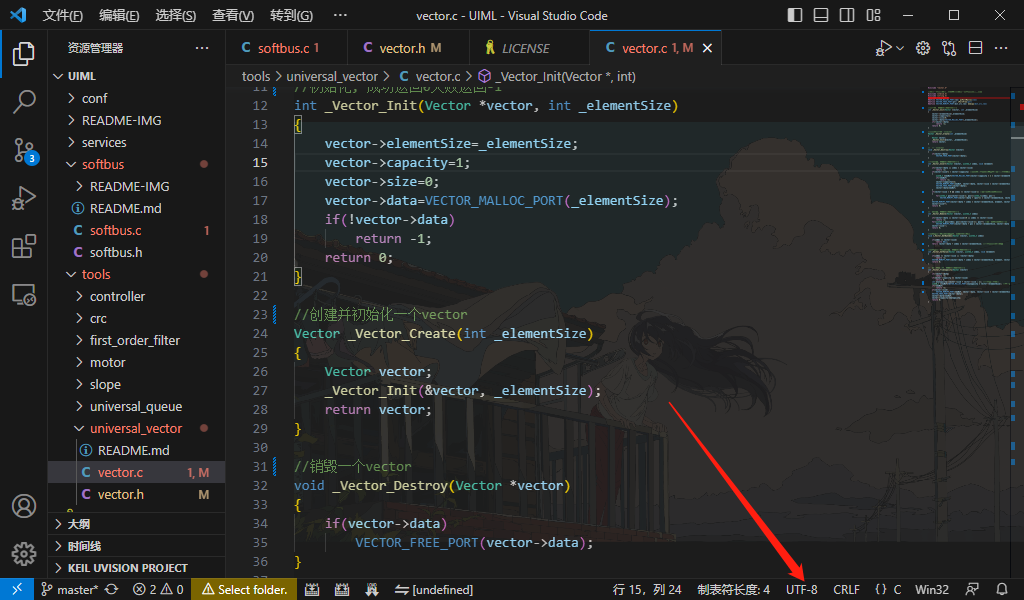 文件(F) 编辑(E) 选择(S) 查看(V) 转到(G) ··· vector.c - UIML - Visual Studio Code
资源管理器 ···
softbus.c 1 vector.h M LICENSE vector.c 1, M
tools > universal_vector > C vector.c > _Vector_Init(Vector *, int)
UIML
conf
README-IMG
services
softbus
README-IMG
README.md
softbus.c 1
softbus.h
tools
controller
crc
first_order_filter
motor
slope
universal_queue
universal_vector
README.md
vector.c 1, M
vector.h M
大纲
时间线
KEIL UVISION PROJECT
3
11 //初始化，成功返回0失败返回-1
12 int _Vector_Init(Vector *vector, int _elementSize)
13 {
14 vector->elementSize=_elementSize;
15 vector->capacity=1;
16 vector->size=0;
17 vector->data=VECTOR_MALLOC_PORT(_elementSize);
18 if(!vector->data)
19 return -1;
20 return 0;
21 }
22
23 //创建并初始化一个vector
24 Vector _Vector_Create(int _elementSize)
25 {
26 Vector vector;
27 _Vector_Init(&vector, _elementSize);
28 return vector;
29 }
30
31 //销毁一个vector
32 void _Vector_Destroy(Vector *vector)
33 {
34 if(vector->data)
35 VECTOR_FREE_PORT(vector->data);
36 }
master* 2 0 Select folder. [undefined] 行 15，列 24 制表符长度: 4 UTF-8 CRLF {} C Win32